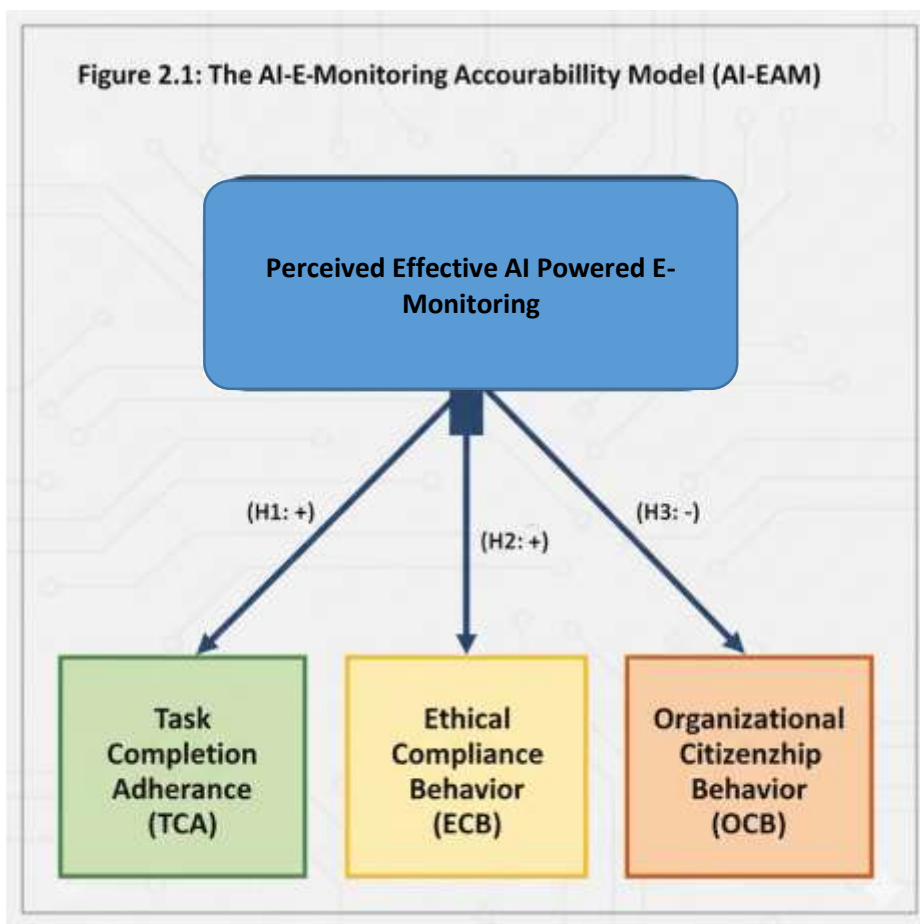 Figure 2.1: The AI-E-Monitoring Accourabillity Model (AI-EAM)
Perceived Effective AI Powered E-
Monitoring
(H1: +)
(H2: +)
(H3: -)
Task
Completion
Adherance
(TCA)
Ethical
Compliance
Behavior
(ECB)
Organizational
Citizenzhip
Behavior
(OCB)